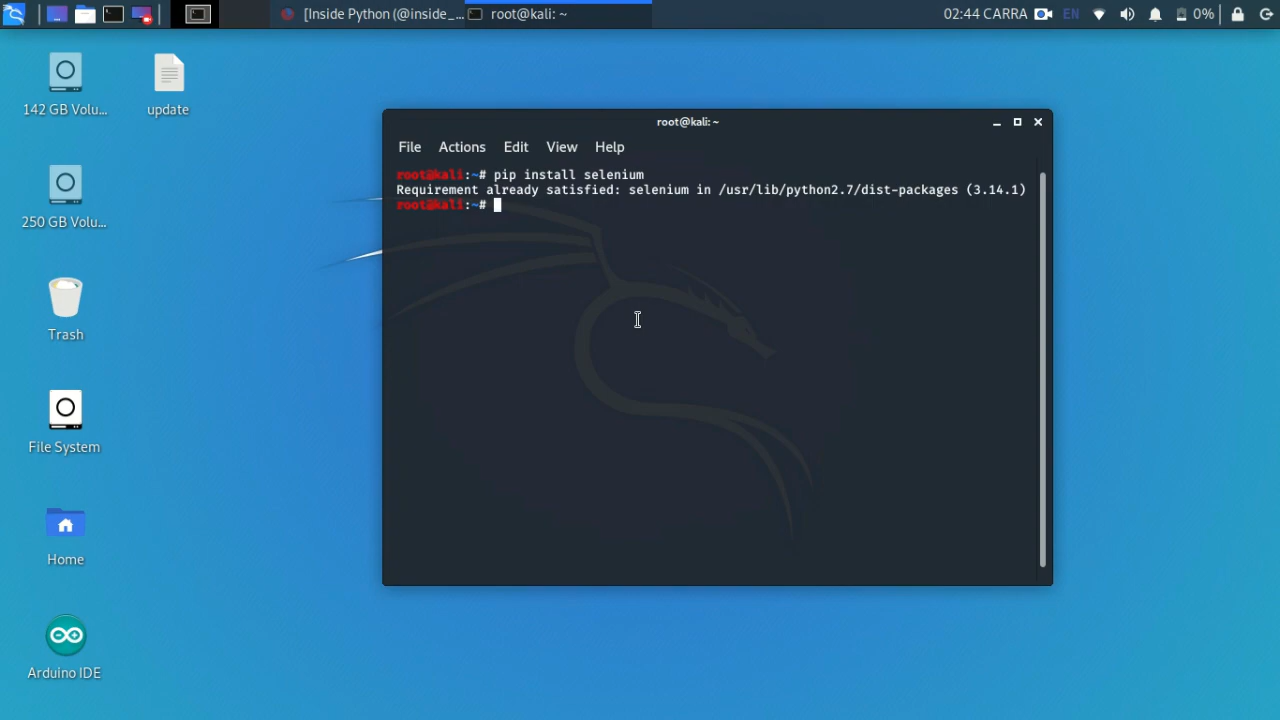 [Inside Python (@inside_...
root@kali: ~
02:44 CARRA
EN
0%
142 GB Volu...
update
250 GB Volu...
Trash
File System
Home
Arduino IDE
root@kali: ~
File Actions Edit View Help
root@kali:~# pip install selenium
Requirement already satisfied: selenium in /usr/lib/python2.7/dist-packages (3.14.1)
root@kali:~#